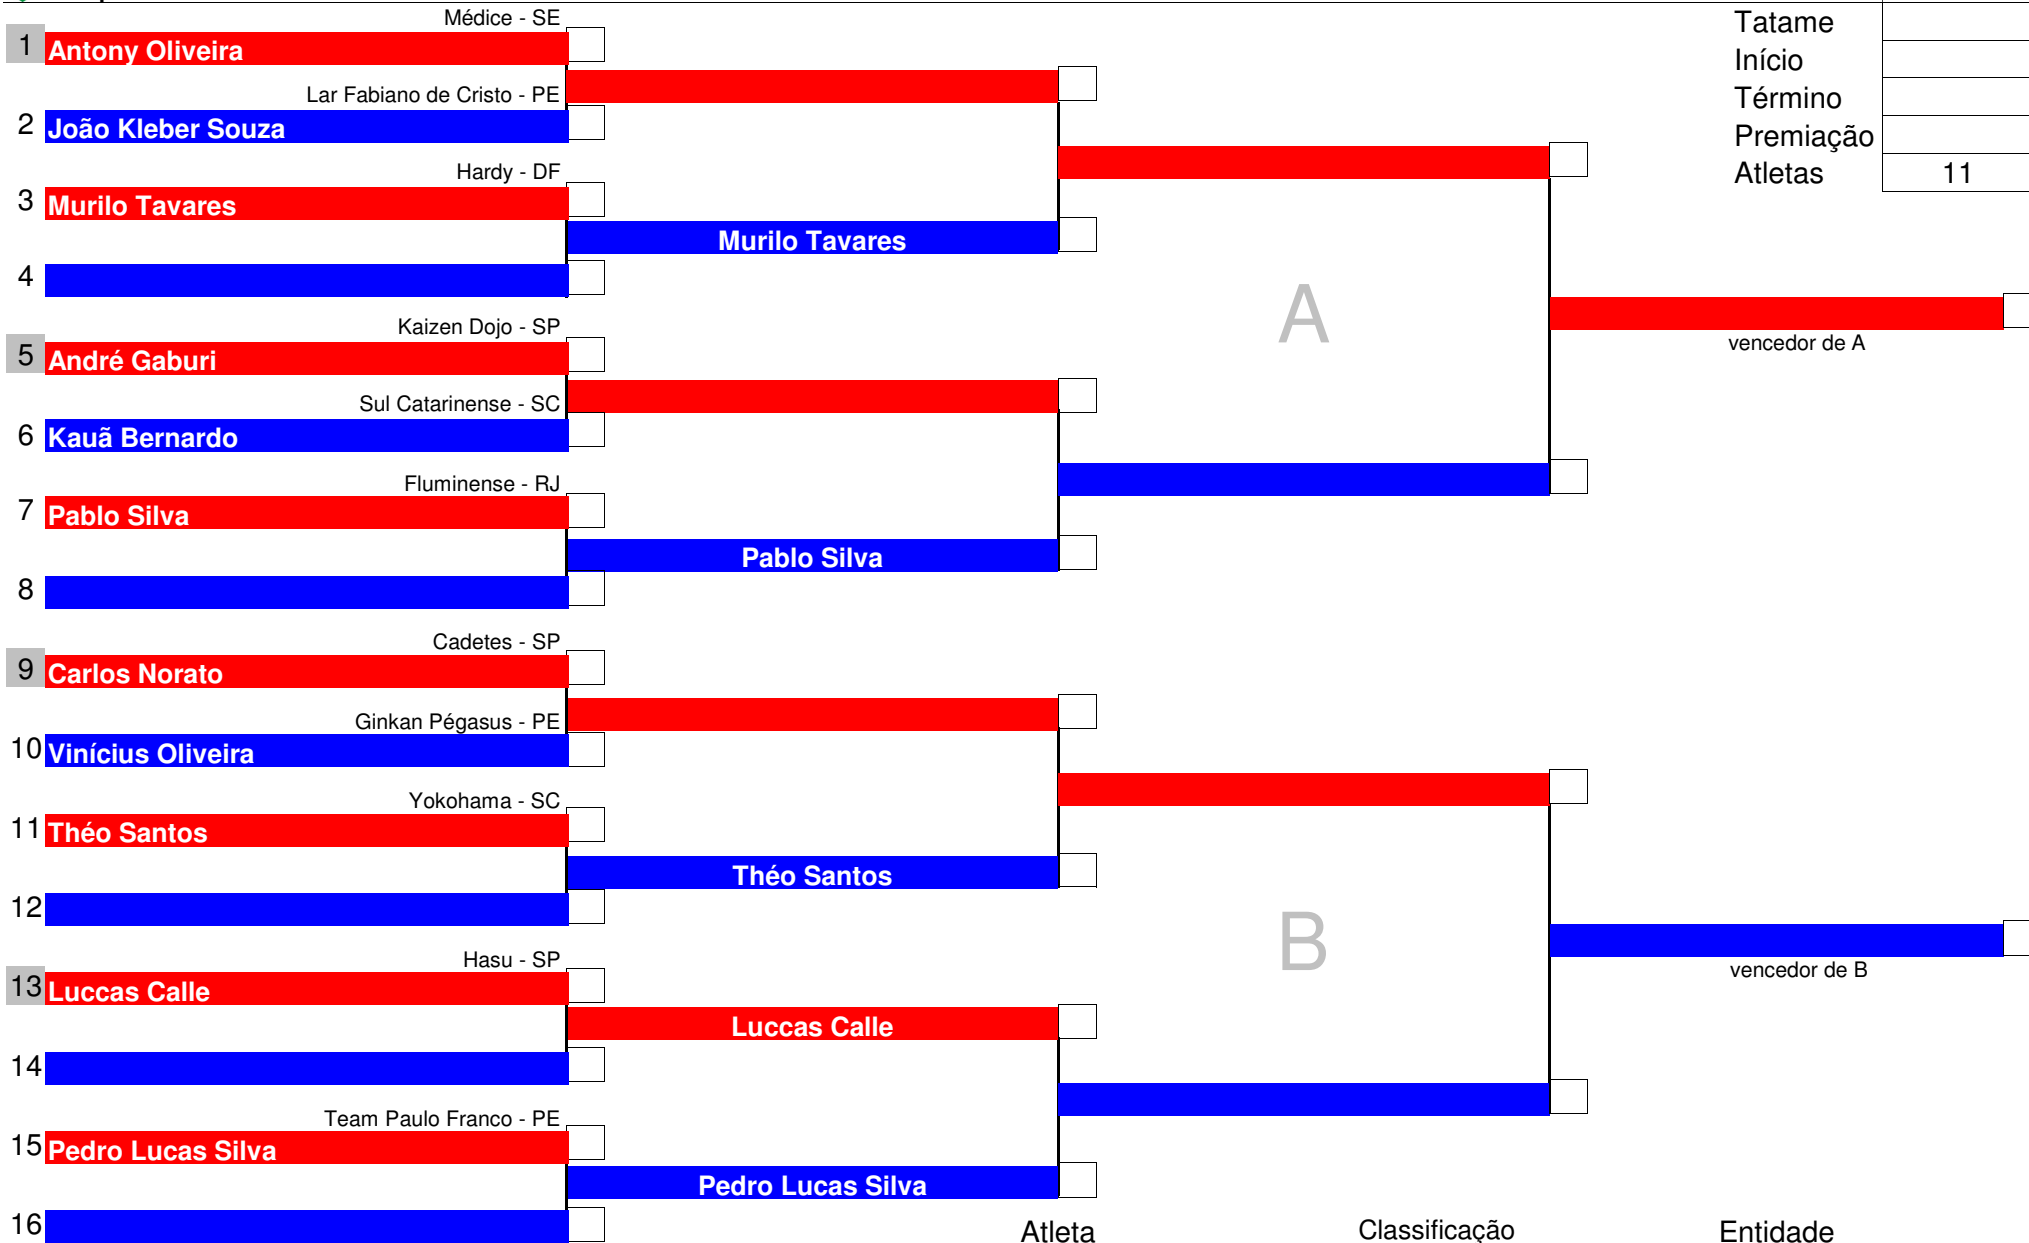 Médice - SE
1 Antony Oliveira
Lar Fabiano de Cristo - PE
2 João Kleber Souza
Hardy - DF
3 Murilo Tavares
Murilo Tavares
4
Kaizen Dojo - SP
5 André Gaburi
Sul Catarinense - SC
6 Kauã Bernardo
Fluminense - RJ
7 Pablo Silva
Pablo Silva
8
Cadetes - SP
9 Carlos Norato
Ginkan Pégasus - PE
10 Vinícius Oliveira
Yokohama - SC
11 Théo Santos
Théo Santos
12
Hasu - SP
13 Luccas Calle
Luccas Calle
14
Team Paulo Franco - PE
15 Pedro Lucas Silva
Pedro Lucas Silva
16
A
vencedor de A
B
vencedor de B
Tatame
Início
Término
Premiação
Atletas 11
Atleta Classificação Entidade